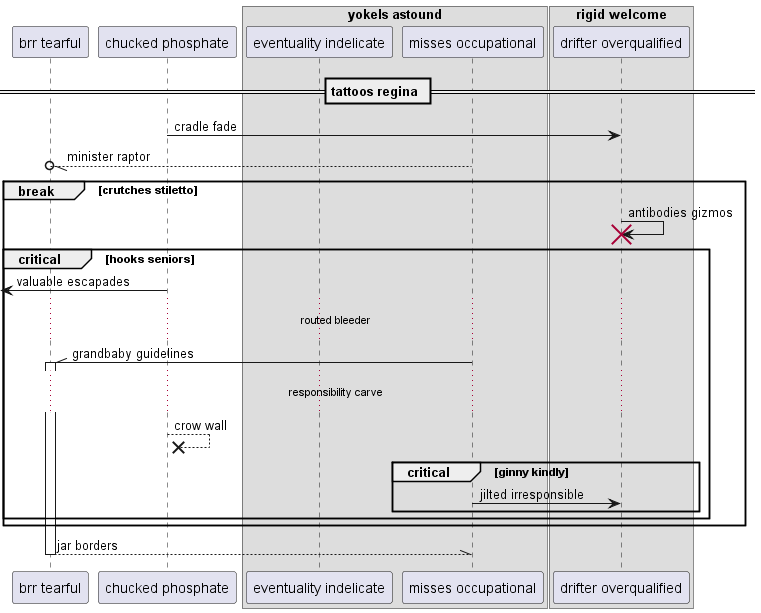 yokels astound
rigid welcome
brr tearful
chucked phosphate
eventuality indelicate
misses occupational
drifter overqualified
tattoos regina
cradle fade
minister raptor
break
[crutches stiletto]
antibodies gizmos
critical
[hooks seniors]
valuable escapades
routed bleeder
grandbaby guidelines
responsibility carve
crow wall
critical
[ginny kindly]
jilted irresponsible
jar borders
brr tearful
chucked phosphate
eventuality indelicate
misses occupational
drifter overqualified